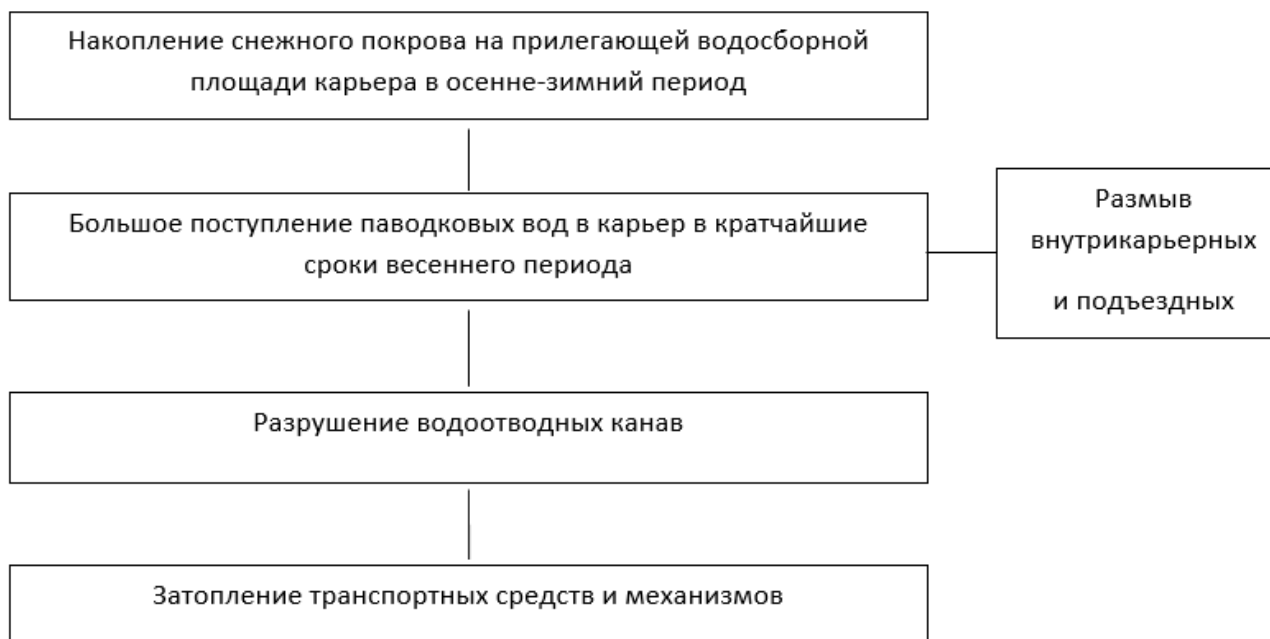 Накопление снежного покрова на прилегающей водосборной
площади карьера в осенне-зимний период
Большое поступление паводковых вод в карьер в кратчайшие
сроки весеннего периода
Размыв
внутрикарьерных
и подъездных
Разрушение водоотводных канав
Затопление транспортных средств и механизмов